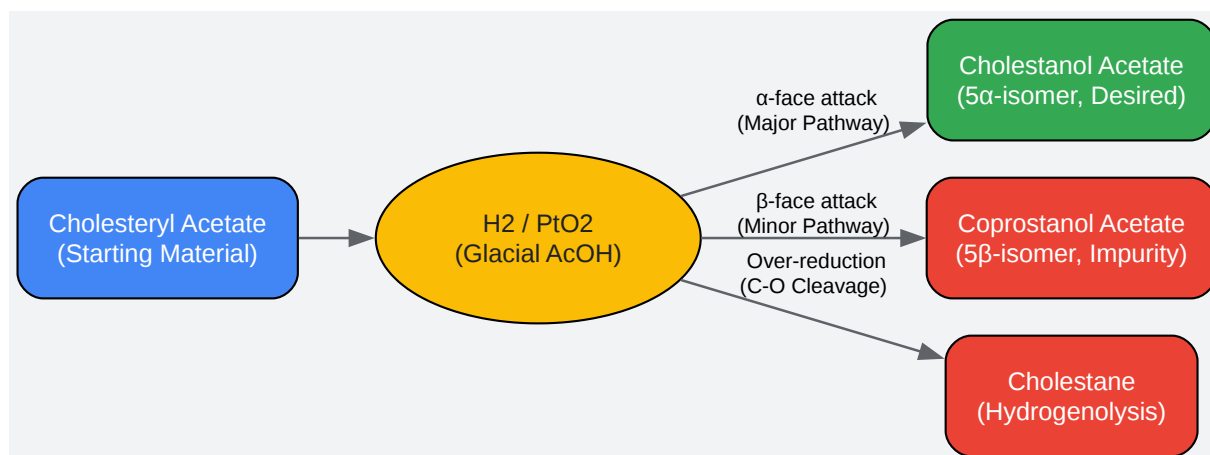 Cholesteryl Acetate
(Starting Material)
H2 / PtO2
(Glacial AcOH)
α-face attack
(Major Pathway)
β-face attack
(Minor Pathway)
Over-reduction
(C-O Cleavage)
Cholestanol Acetate
(5α-isomer, Desired)
Coprostanol Acetate
(5β-isomer, Impurity)
Cholestane
(Hydrogenolysis)